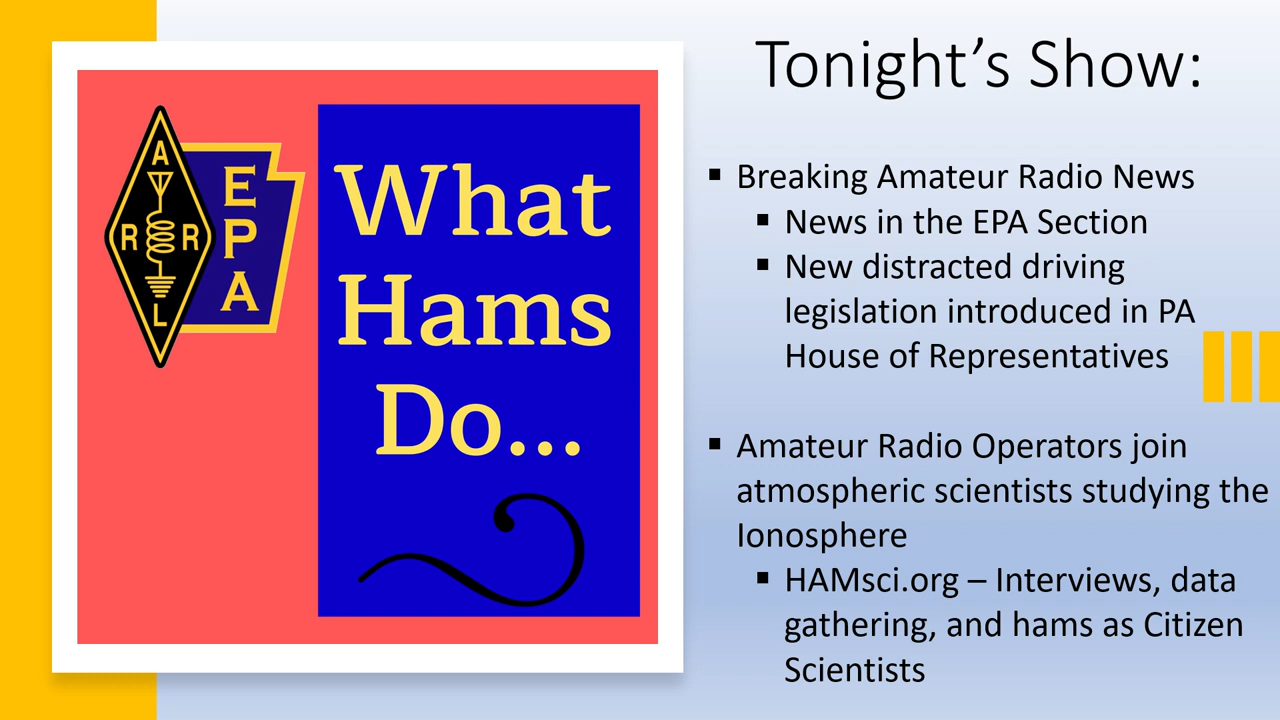 A
R R
L
E
P
A
What
Hams
Do...
Tonight’s Show:
▪ Breaking Amateur Radio News
▪ News in the EPA Section
▪ New distracted driving
legislation introduced in PA
House of Representatives
▪ Amateur Radio Operators join
atmospheric scientists studying the
Ionosphere
▪ HAMsci.org – Interviews, data
gathering, and hams as Citizen
Scientists